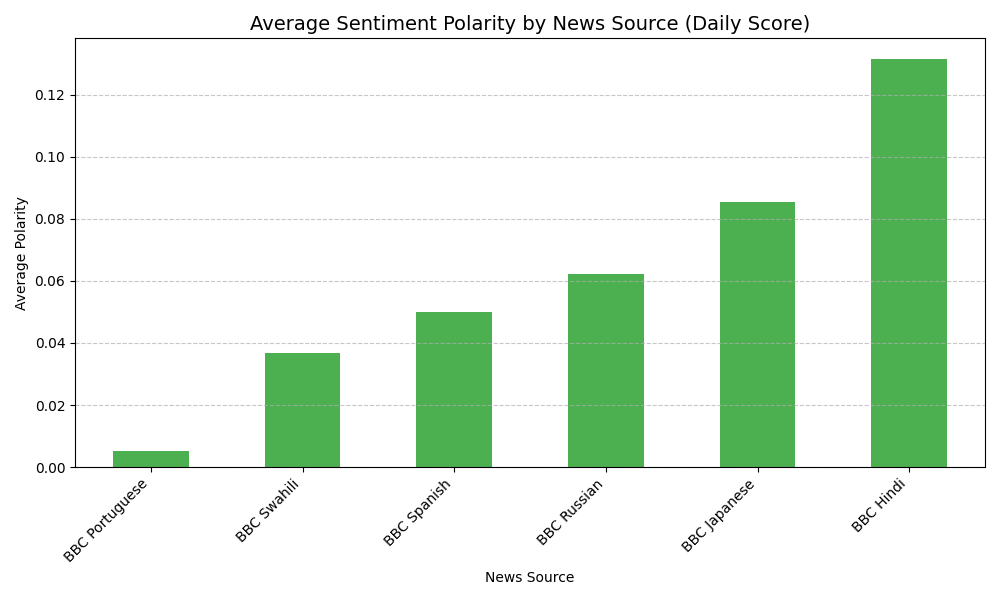 Average Sentiment Polarity by News Source (Daily Score)
Average Polarity
0.12
0.10
0.08
0.06
0.04
0.02
0.00
BBC Portuguese
BBC Swahili
BBC Spanish
BBC Russian
BBC Japanese
BBC Hindi
News Source